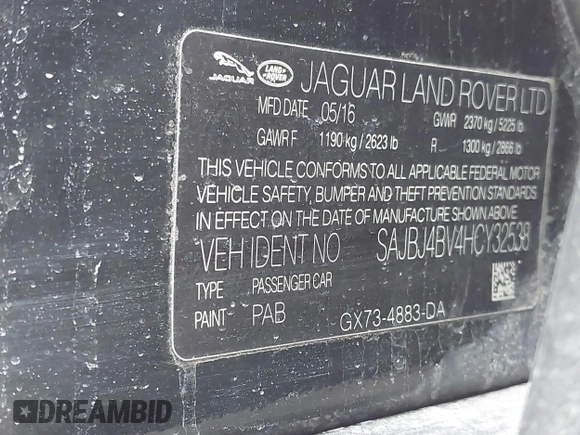 JAGUAR LAND ROVER JAGUAR LAND ROVER LTD
MFD DATE 05/16 GVWR 2370 kg / 5225 lb
GAWR F 1190 kg / 2623 lb R 1300 kg / 2866 lb
THIS VEHICLE CONFORMS TO ALL APPLICABLE FEDERAL MOTOR
VEHICLE SAFETY, BUMPER AND THEFT PREVENTION STANDARDS
IN EFFECT ON THE DATE OF MANUFACTURE SHOWN ABOVE.
VEH IDENT NO SAJBJ4BV4HCY32538
TYPE PASSENGER CAR
PAINT PAB GX73-4883-DA
DREAMBID